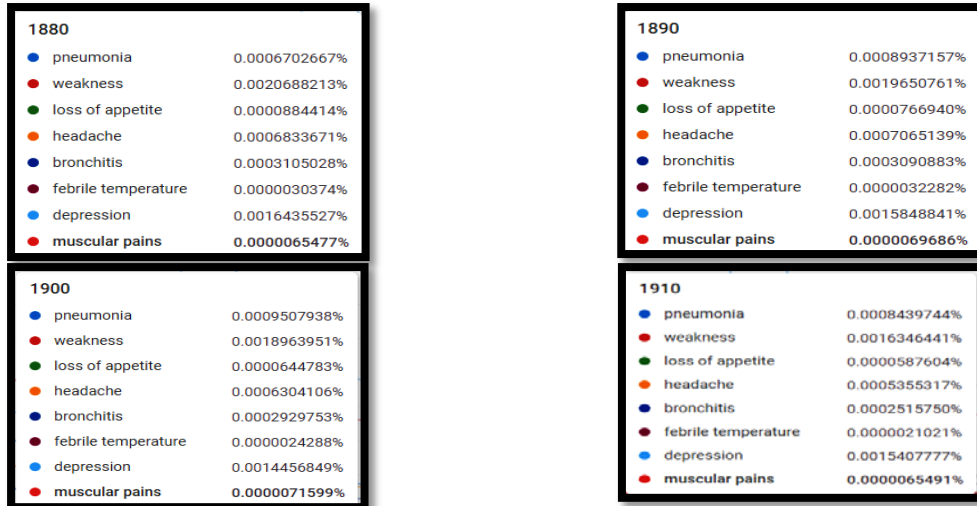 1880
pneumonia 0.0006702667%
weakness 0.0020688213%
loss of appetite 0.0000884414%
headache 0.0006833671%
bronchitis 0.0003105028%
febrile temperature 0.0000030374%
depression 0.0016435527%
muscular pains 0.0000065477%
1890
pneumonia 0.0008937157%
weakness 0.0019650761%
loss of appetite 0.0000766940%
headache 0.0007065139%
bronchitis 0.0003090883%
febrile temperature 0.0000032282%
depression 0.0015848841%
muscular pains 0.0000069686%
1900
pneumonia 0.0009507938%
weakness 0.0018963951%
loss of appetite 0.0000644783%
headache 0.0006304106%
bronchitis 0.0002929753%
febrile temperature 0.0000024288%
depression 0.0014456849%
muscular pains 0.0000071599%
1910
pneumonia 0.0008439744%
weakness 0.0016346441%
loss of appetite 0.0000587604%
headache 0.0005355317%
bronchitis 0.0002515750%
febrile temperature 0.0000021021%
depression 0.0015407777%
muscular pains 0.0000065491%